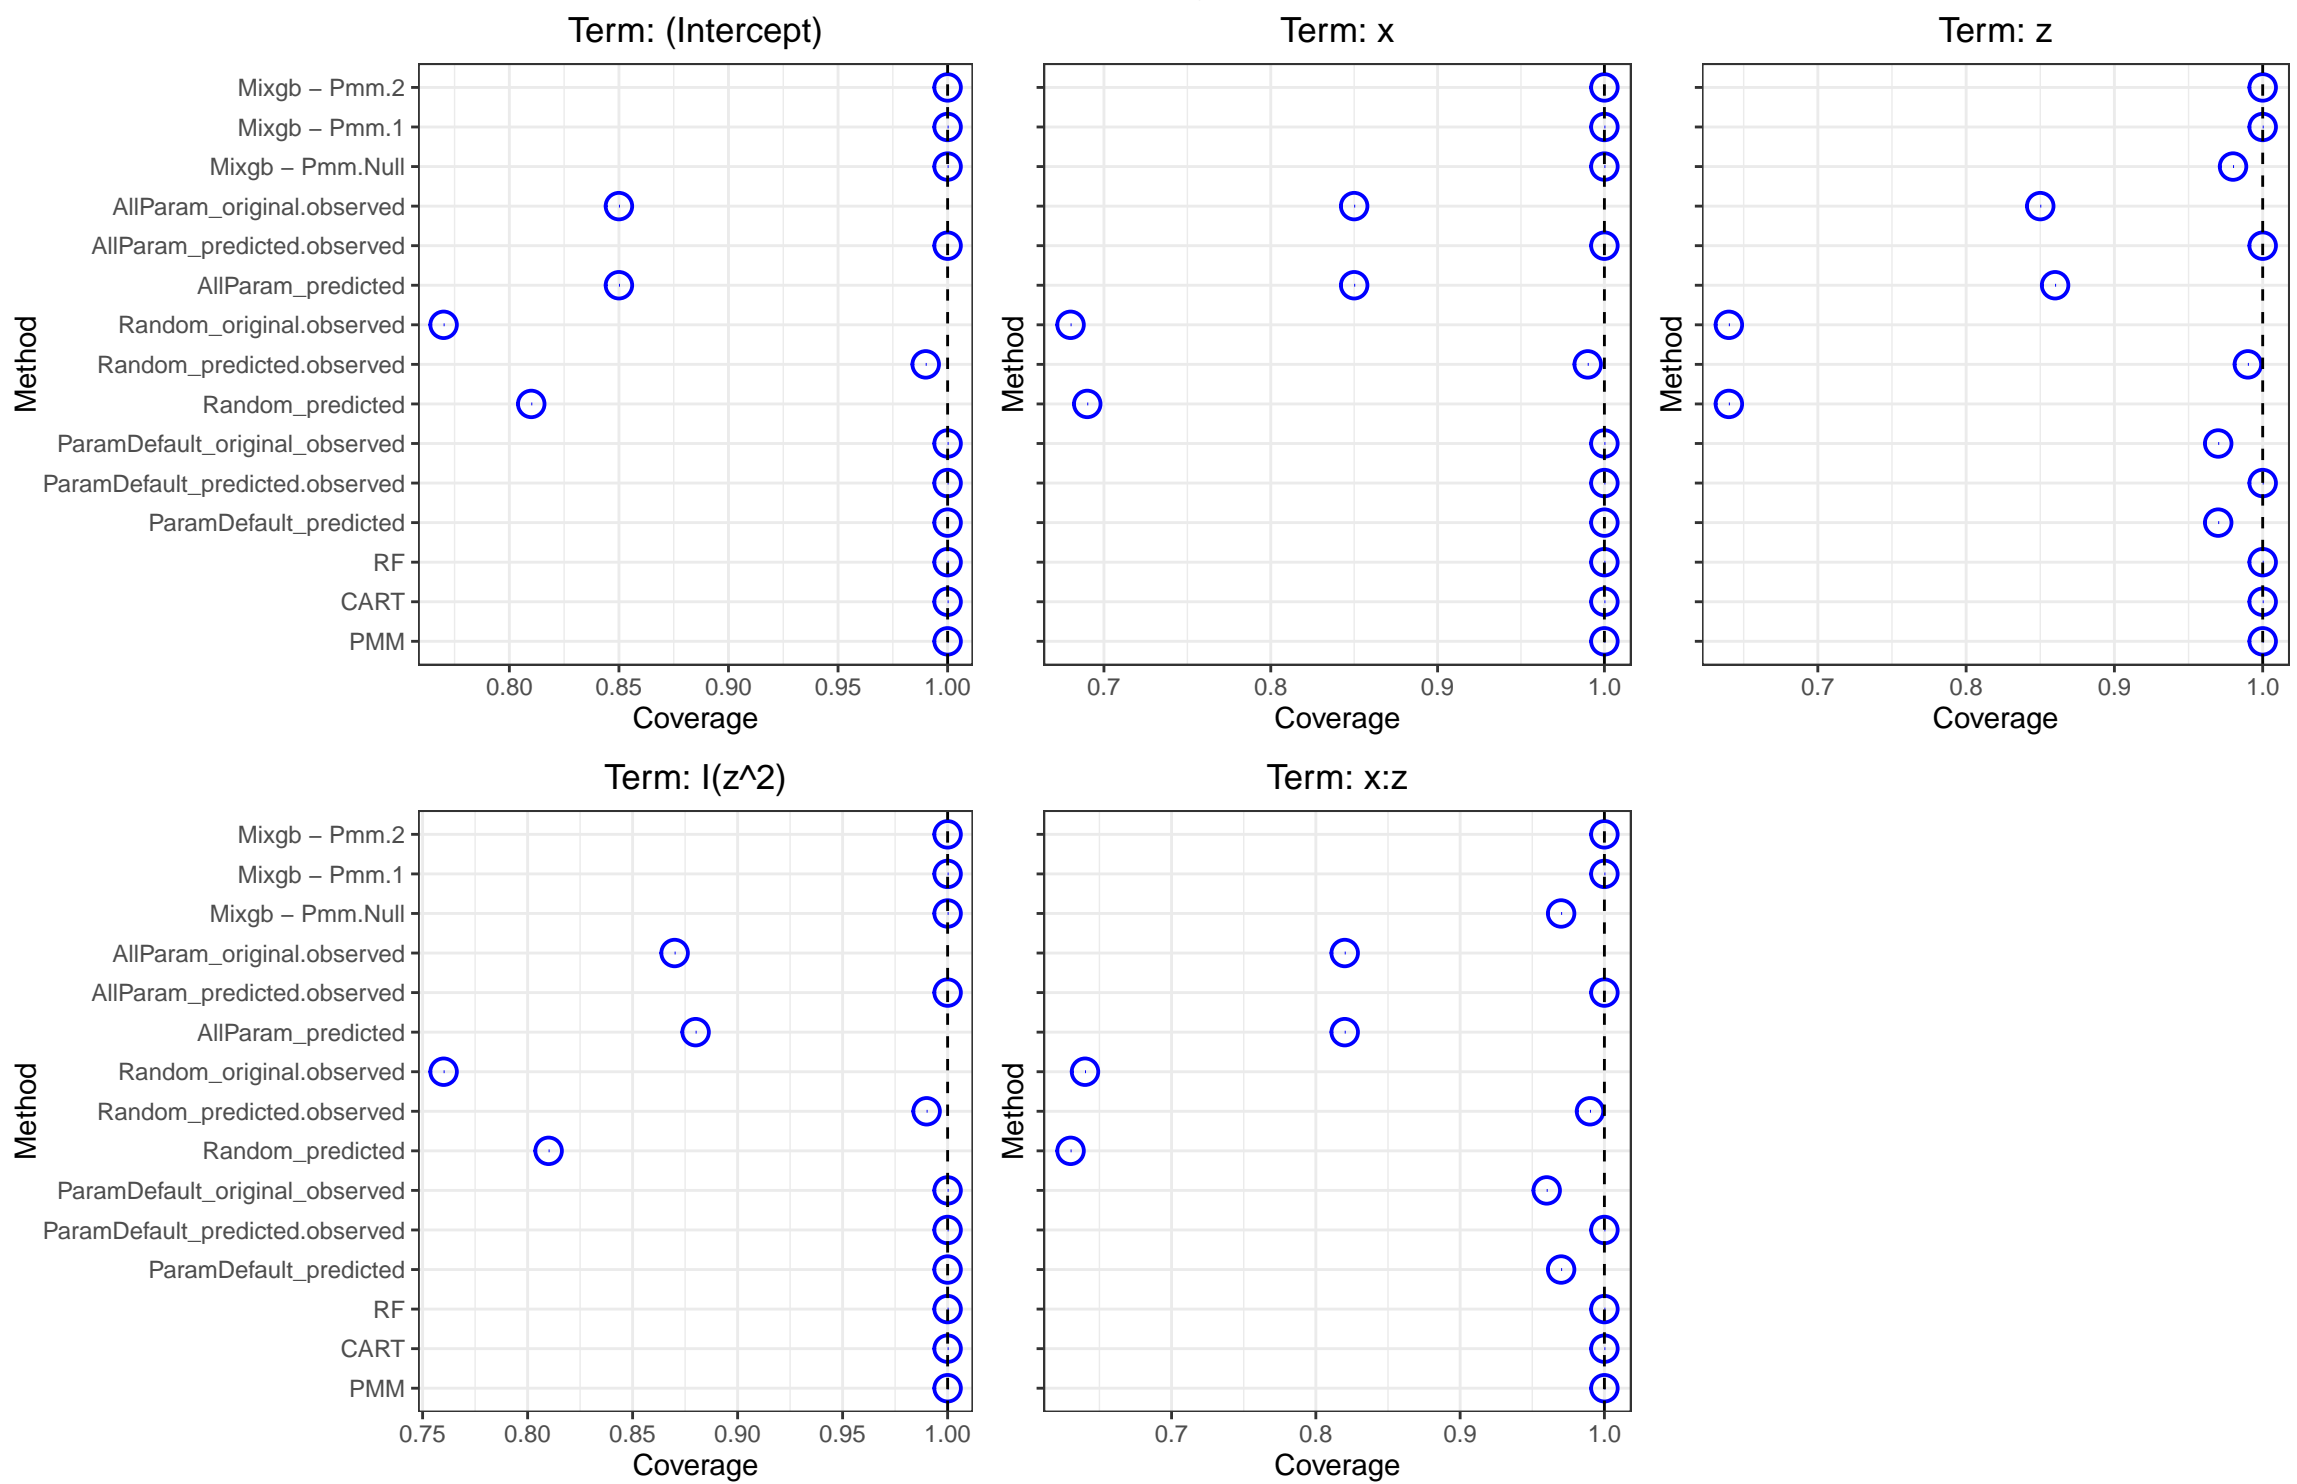 Term: (Intercept)
Term: x
Term: z
Method
Mixgb − Pmm.2
Mixgb − Pmm.1
Mixgb − Pmm.Null
AllParam_original.observed
AllParam_predicted.observed
AllParam_predicted
Random_original.observed
Random_predicted.observed
Random_predicted
ParamDefault_original_observed
ParamDefault_predicted.observed
ParamDefault_predicted
RF
CART
PMM
0.80 0.85 0.90 0.95 1.00
Coverage
Method
0.7 0.8 0.9 1.0
Coverage
Method
0.7 0.8 0.9 1.0
Coverage
Term: I(z^2)
Term: x:z
Method
Mixgb − Pmm.2
Mixgb − Pmm.1
Mixgb − Pmm.Null
AllParam_original.observed
AllParam_predicted.observed
AllParam_predicted
Random_original.observed
Random_predicted.observed
Random_predicted
ParamDefault_original_observed
ParamDefault_predicted.observed
ParamDefault_predicted
RF
CART
PMM
0.75 0.80 0.85 0.90 0.95 1.00
Coverage
Method
0.7 0.8 0.9 1.0
Coverage